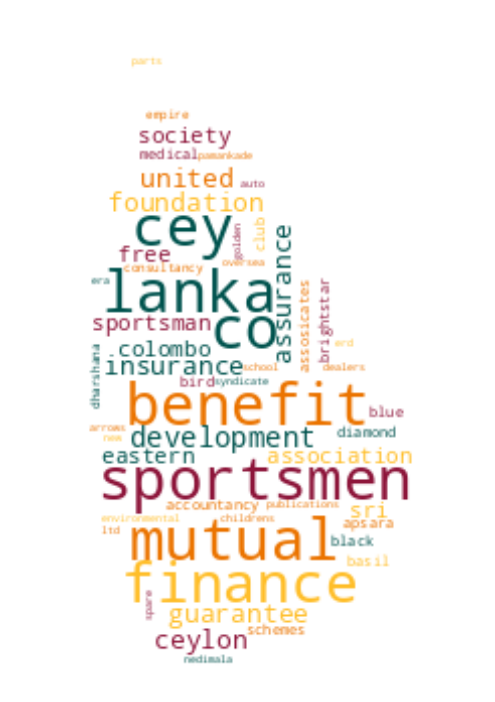 parts
empire
society
medical pamankade
united auto
foundation
cey golden club
free assurance
consultancy oversea
era lanka assosicates brightstar
sportsman co
dharshana colombo erd
insurance school dealers
bird syndicate
benefit blue
arroms
new development diamond
eastern association
sportsmen
accountancy publications sri
environmental childrens apsara
ltd mutual black
basil
finance
spare guarantee
schemes
ceylon
nedimala